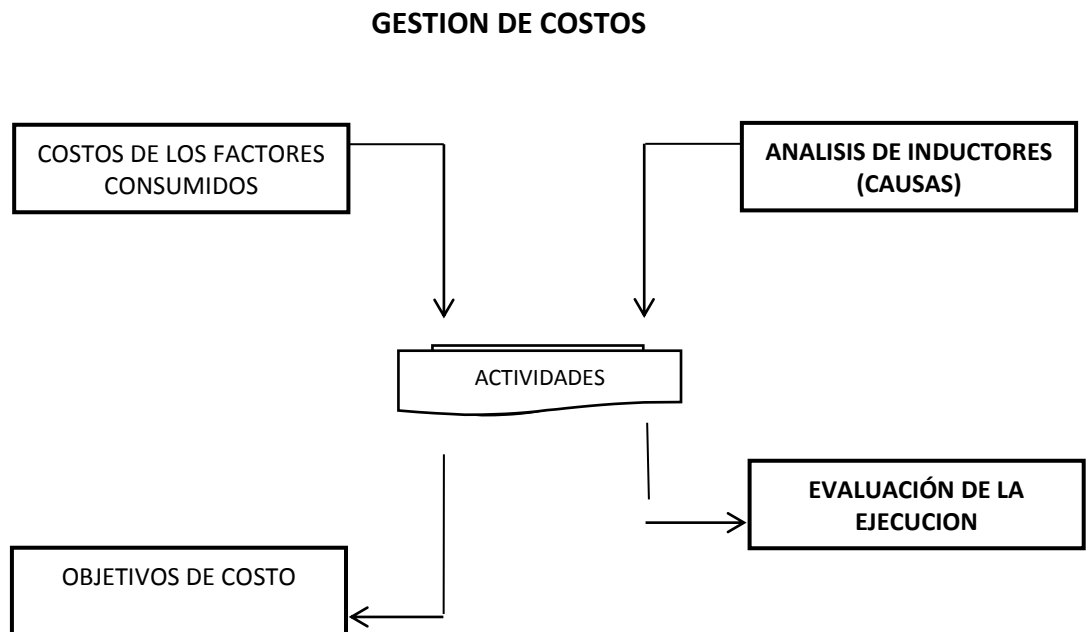 GESTION DE COSTOS
COSTOS DE LOS FACTORES
CONSUMIDOS
ANALISIS DE INDUCTORES
(CAUSAS)
ACTIVIDADES
EVALUACIÓN DE LA
EJECUCION
OBJETIVOS DE COSTO